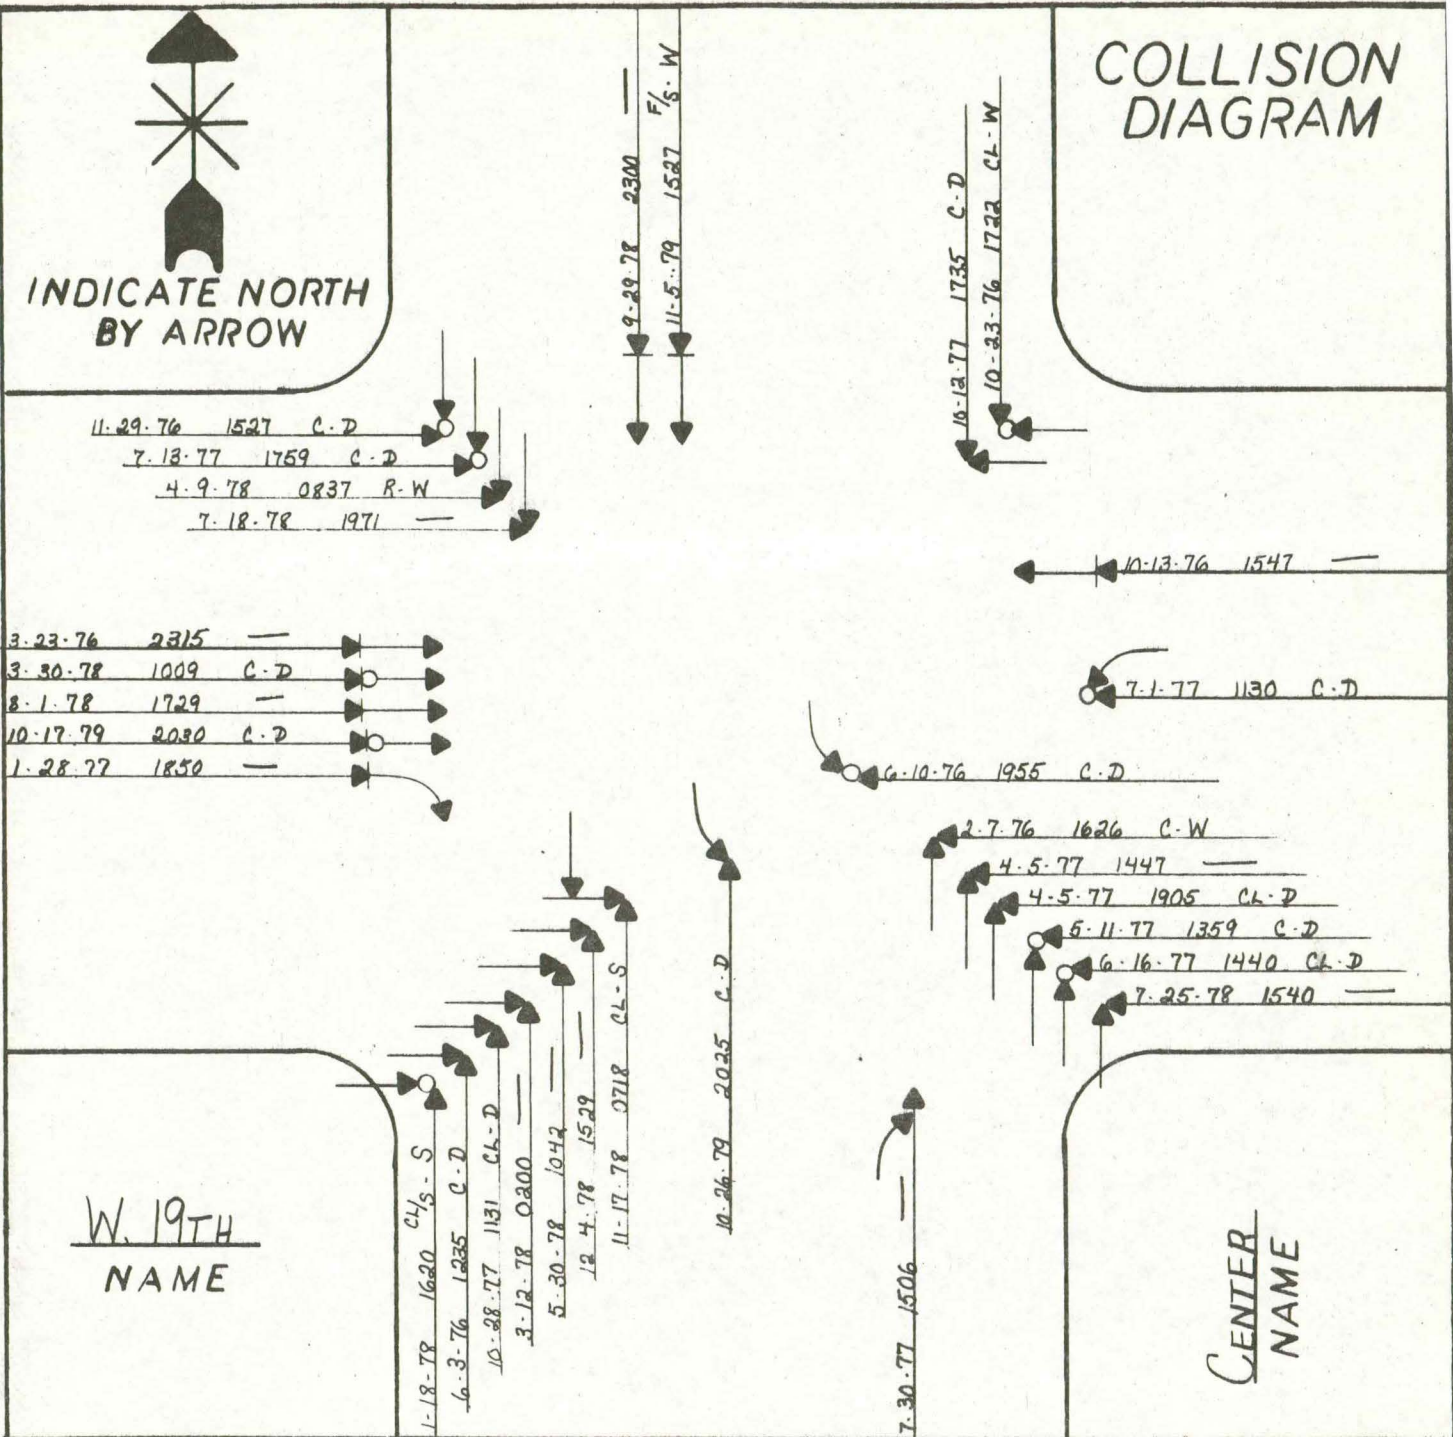 COLLISION
DIAGRAM
INDICATE NORTH
BY ARROW
9-29-78 2300 —
11-5-79 1527 F/S-W
10-12-77 1735 C-D
10-23-76 1722 CL-W
11-29-76 1527 C-D
7-13-77 1759 C-D
4-9-78 0837 R-W
7-18-78 1971 —
10-13-76 1547 —
3-23-76 2315 —
3-30-78 1009 C-D
8-1-78 1729 —
10-17-79 2030 C-D
1-28-77 1850 —
7-1-77 1130 C-D
6-10-76 1955 C-D
2-7-76 1626 C-W
4-5-77 1447 —
4-5-77 1905 CL-D
5-11-77 1359 C-D
6-16-77 1440 CL-D
7-25-78 1540 —
1-18-78 1620 CL/S-S
6-3-76 1235 C-D
10-28-77 1131 CL-D
3-12-78 0200 —
5-30-78 1042 —
12 4-78 1529 —
11-17-78 0718 CL-S
10-26-79 2025 C-D
7-30-77 1506 —
W. 19TH
NAME
CENTER
NAME